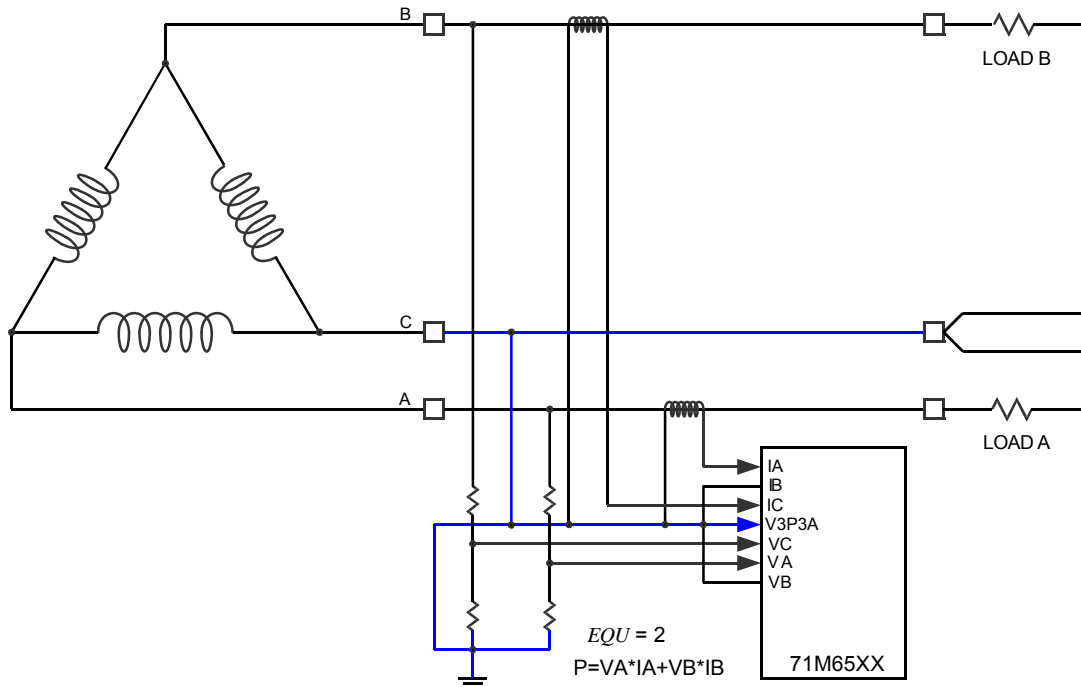 B
LOAD B
C
A
LOAD A
IA
IB
IC
V3P3A
VC
VA
VB
EQU = 2
P=VA*IA+VB*IB
71M65XX